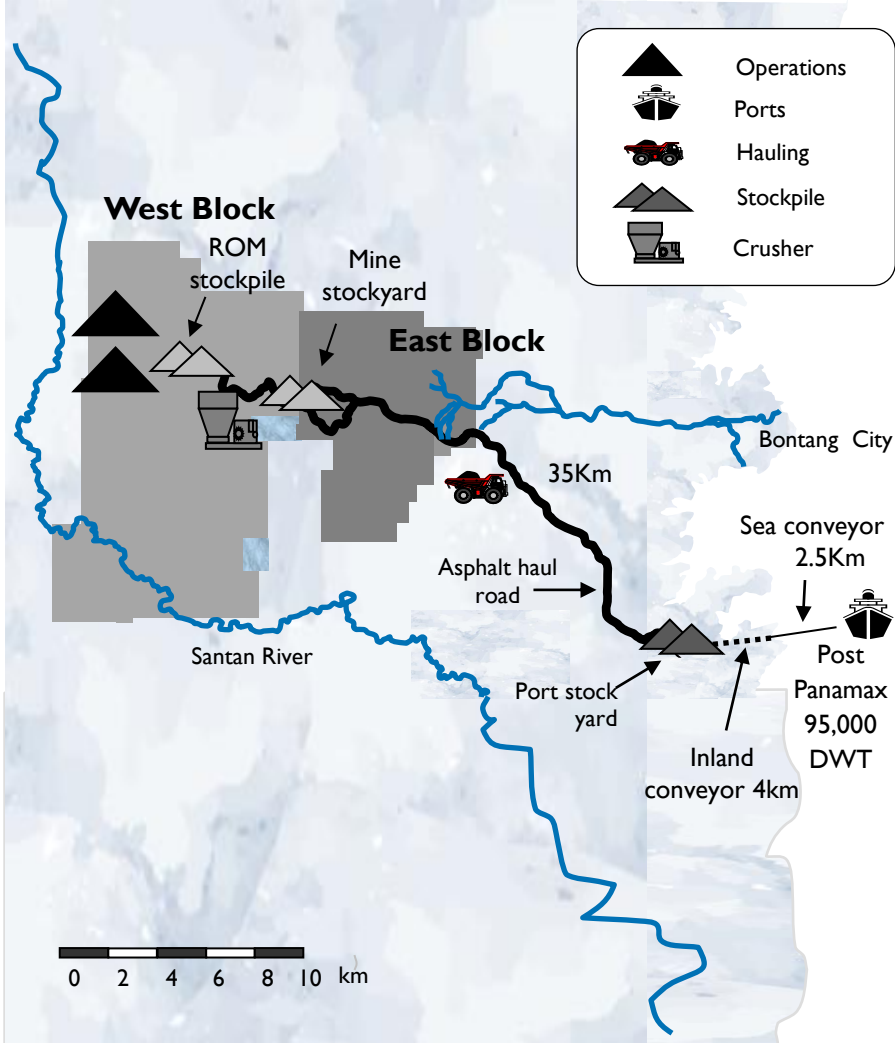 Operations
Ports
Hauling
Stockpile
Crusher
West Block
ROM
stockpile
Mine
stockyard
East Block
Bontang City
35Km
Sea conveyor
2.5Km
Asphalt haul
road
Santan River
Port stock
yard
Post
Panamax
95,000
DWT
Inland
conveyor 4km
0 2 4 6 8 10 km